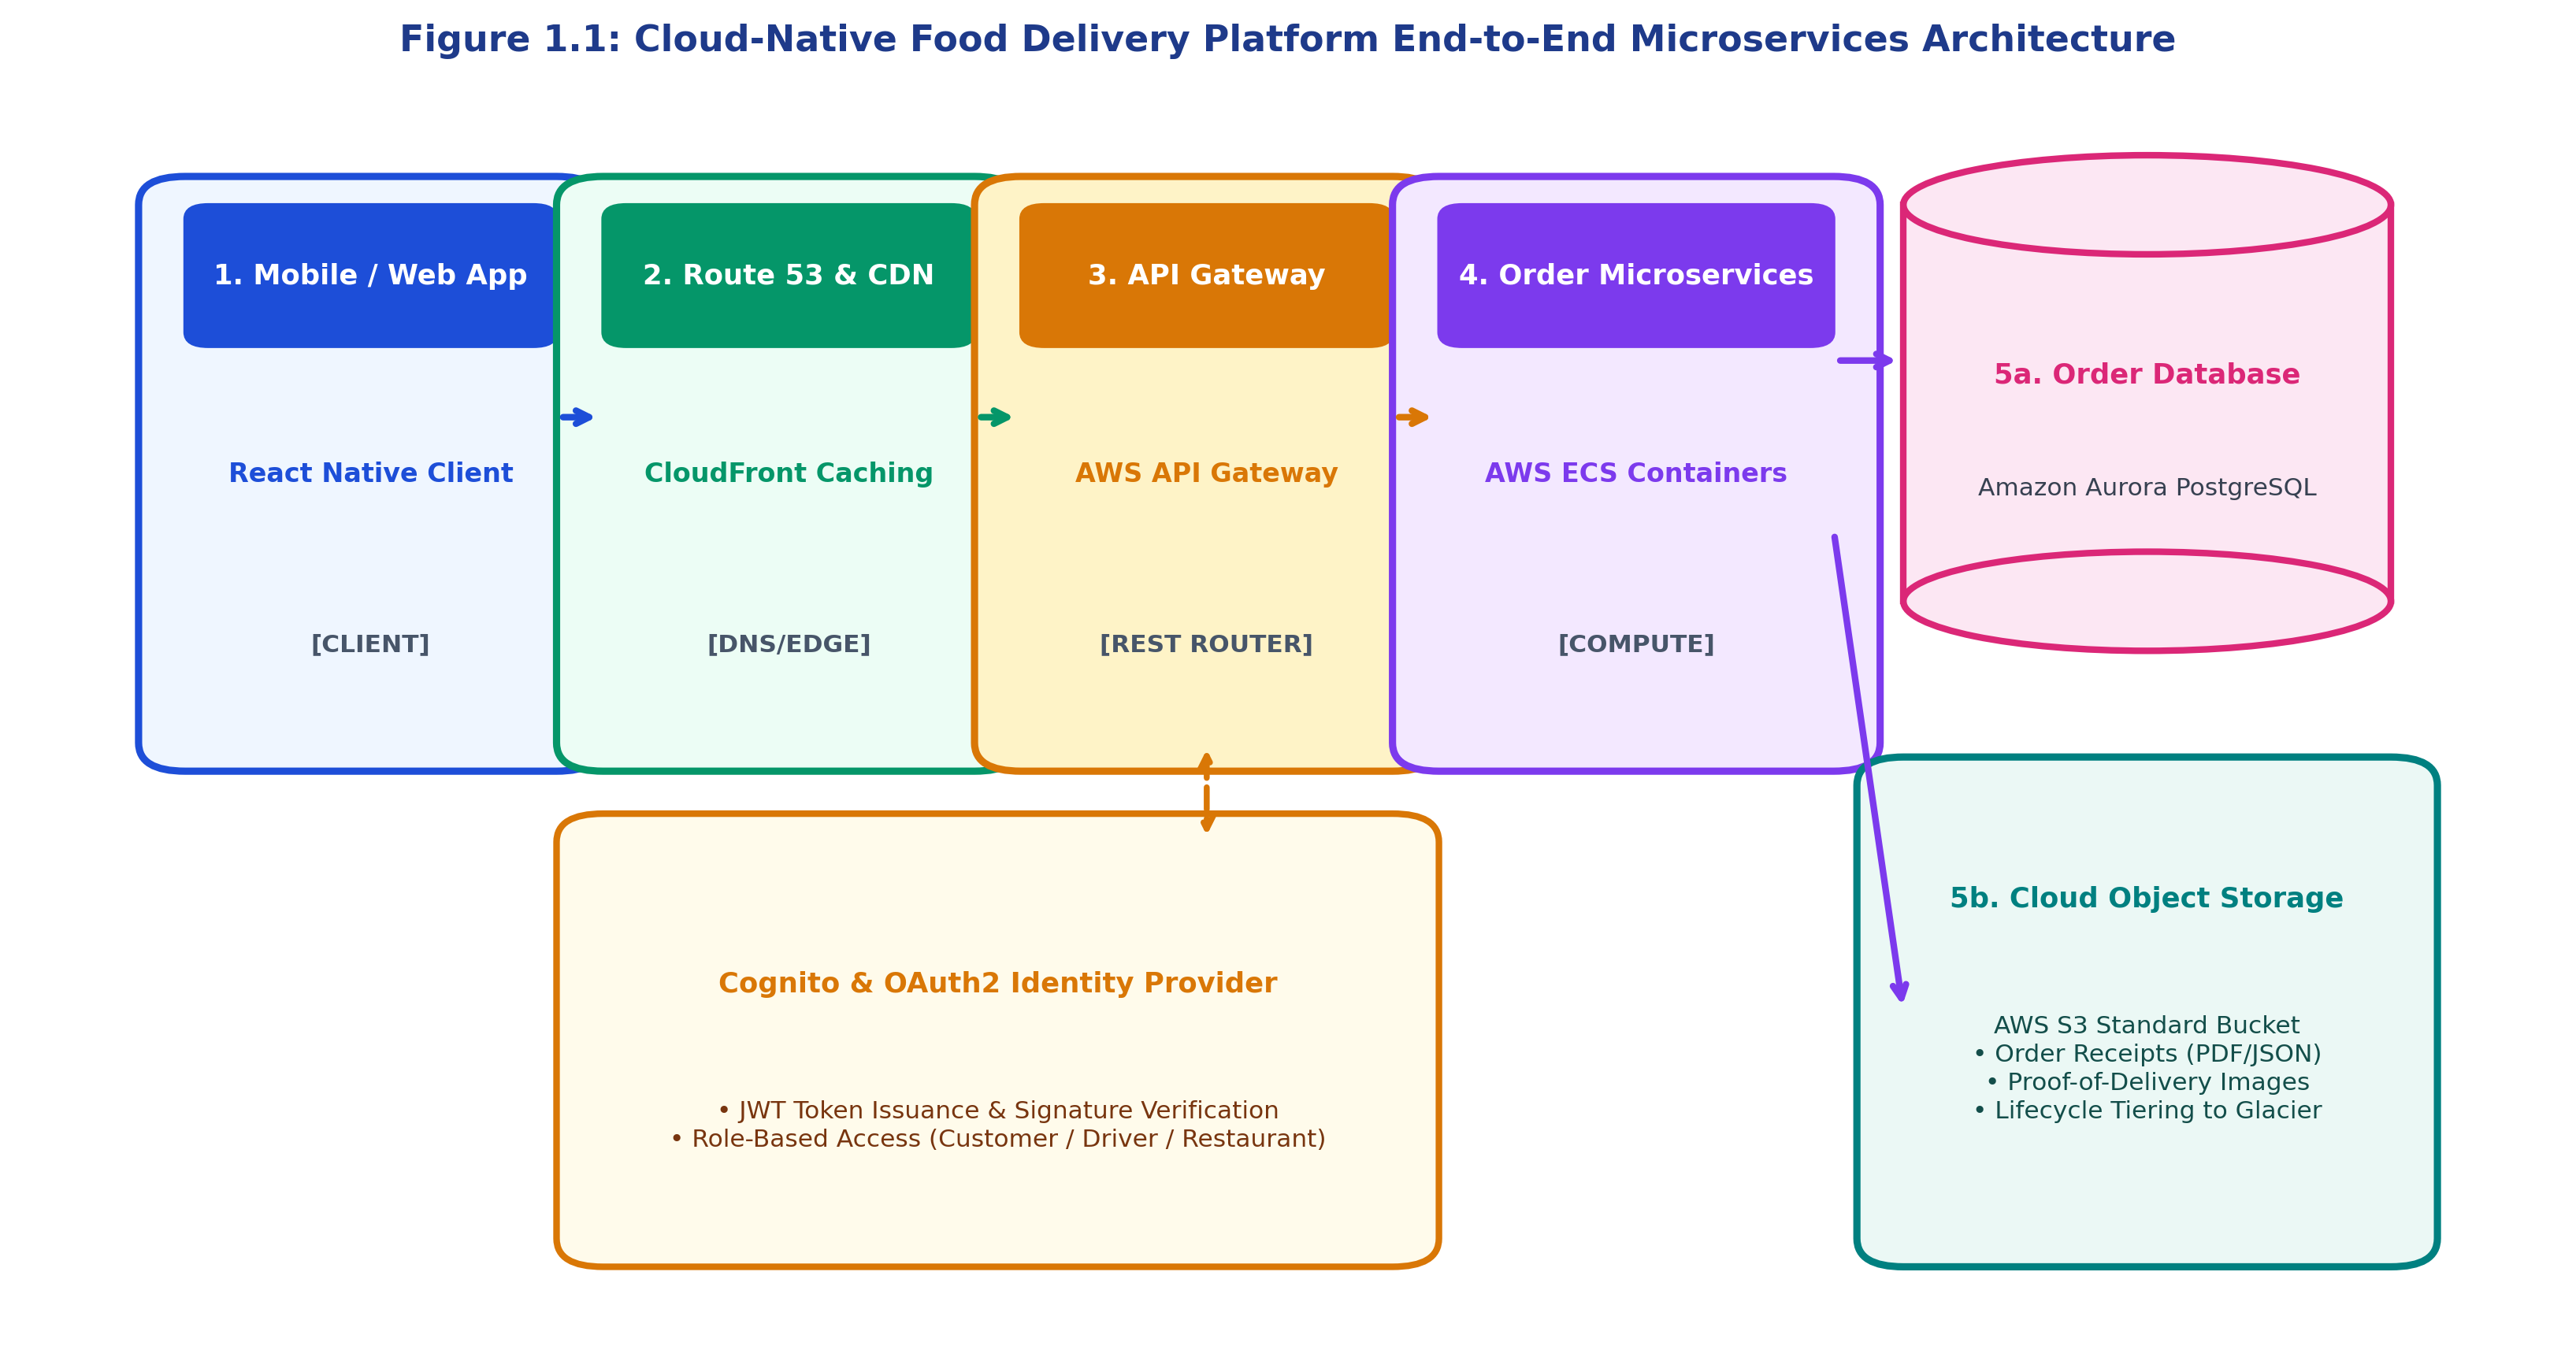 Figure 1.1: Cloud-Native Food Delivery Platform End-to-End Microservices Architecture
1. Mobile / Web App
React Native Client
[CLIENT]
2. Route 53 & CDN
CloudFront Caching
[DNS/EDGE]
3. API Gateway
AWS API Gateway
[REST ROUTER]
4. Order Microservices
AWS ECS Containers
[COMPUTE]
5a. Order Database
Amazon Aurora PostgreSQL
Cognito & OAuth2 Identity Provider
• JWT Token Issuance & Signature Verification
• Role-Based Access (Customer / Driver / Restaurant)
5b. Cloud Object Storage
AWS S3 Standard Bucket
• Order Receipts (PDF/JSON)
• Proof-of-Delivery Images
• Lifecycle Tiering to Glacier